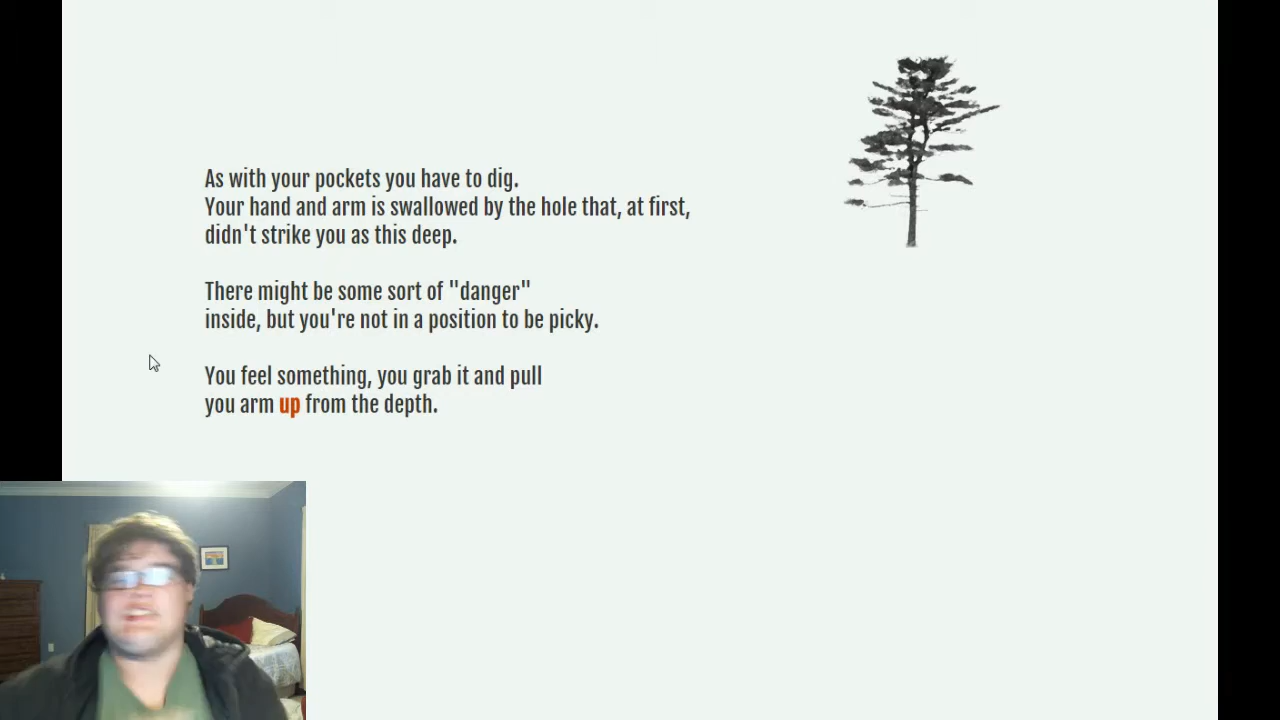 As with your pockets you have to dig.
Your hand and arm is swallowed by the hole that, at first,
didn't strike you as this deep.
There might be some sort of "danger"
inside, but you're not in a position to be picky.
You feel something, you grab it and pull
you arm up from the depth.